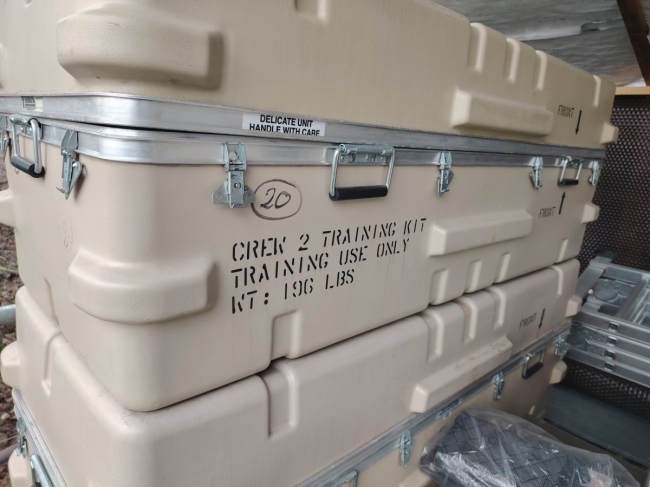 DELICATE UNIT
HANDLE WITH CARE
FRONT
20
FRONT
CREW 2 TRAINING KIT
TRAINING USE ONLY
WT: 196 LBS
FRONT